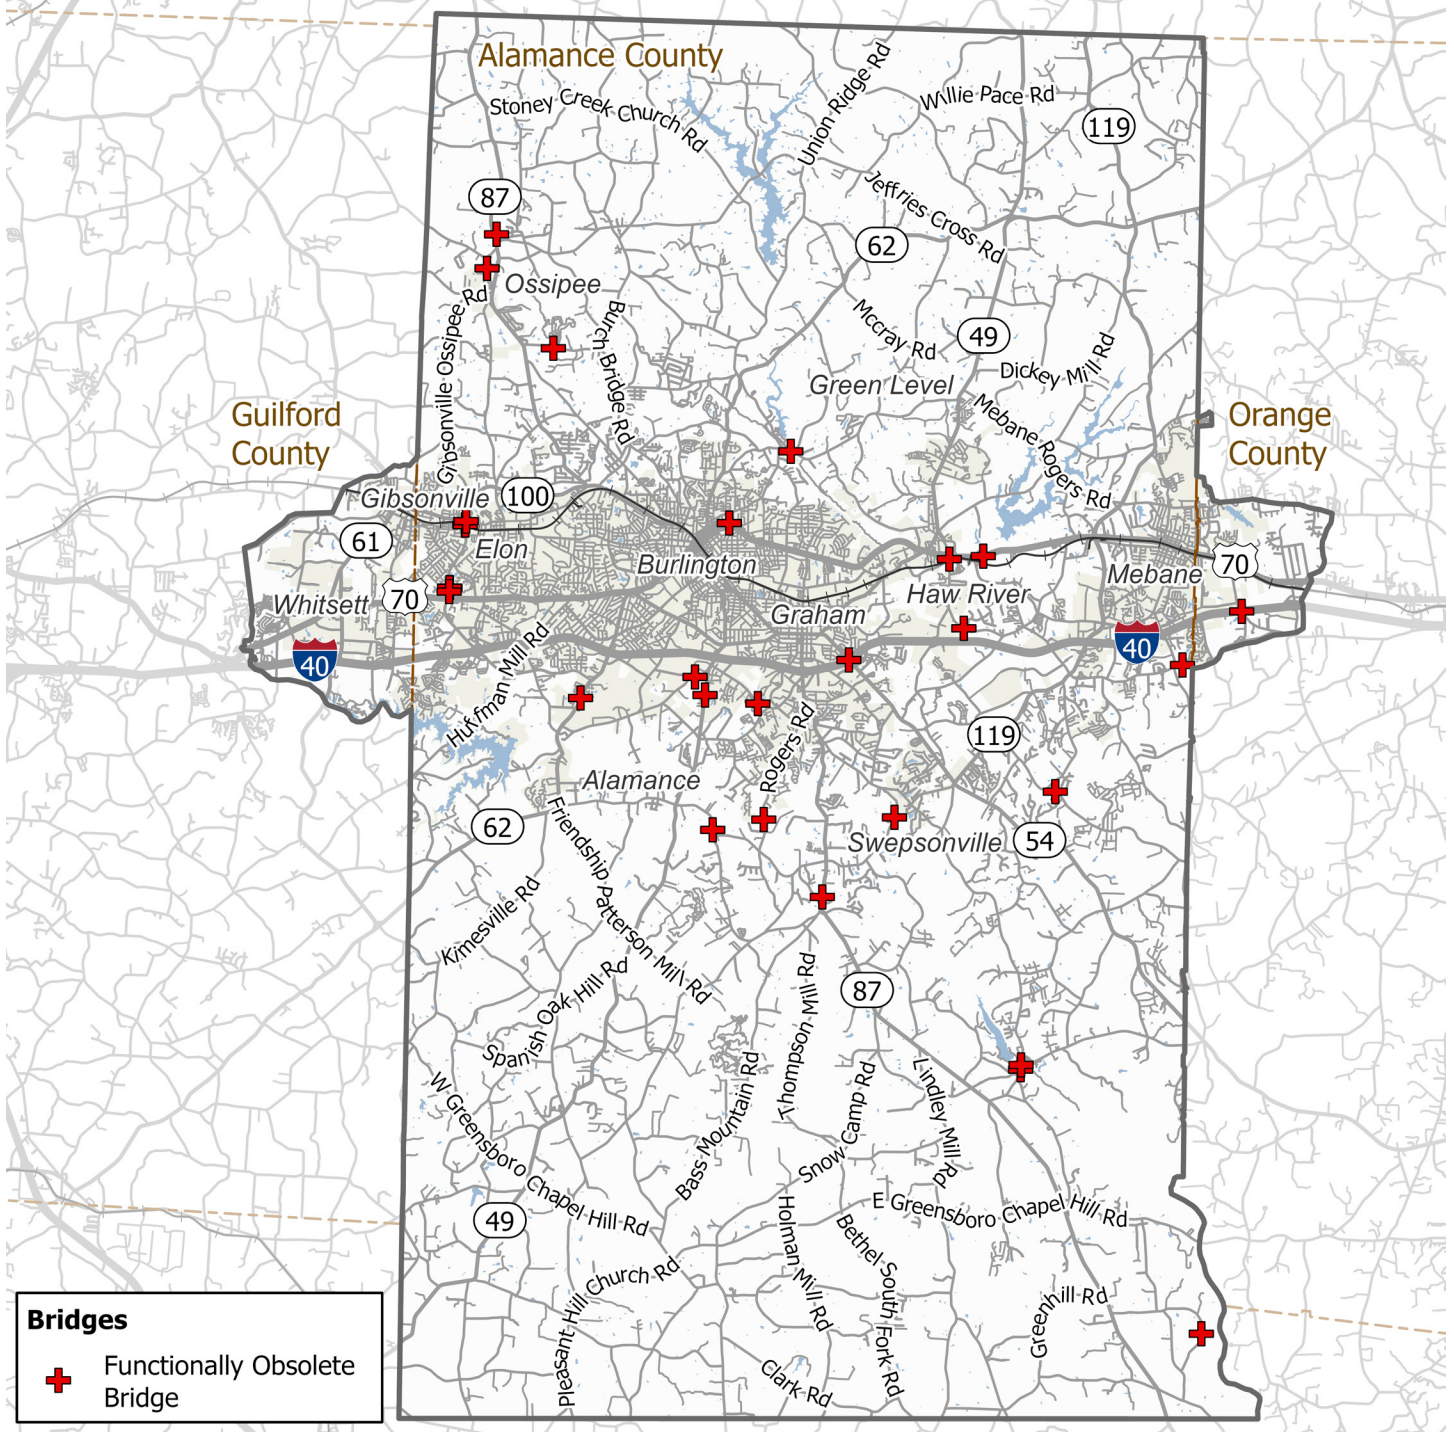 Alamance County
Stoney Creek Church Rd
Union Ridge Rd
Willie Pace Rd
119
87
Jeffries Cross Rd
62
Ossipee
Gibsonville Ossipee Rd
Burch Bridge Rd
Mccray Rd
49
Dickey Mill Rd
Green Level
Mebane Rogers Rd
Guilford
County
Orange
County
Gibsonville
100
61
Elon
Burlington
Mebane
70
Whitsett
70
Haw River
Graham
40
40
Huffman Mill Rd
Rogers Rd
119
Alamance
62
Friendship Patterson Mill Rd
Swepsonville
54
Kimesville Rd
Spanish Oak Hill Rd
Thompson Mill Rd
87
W Greensboro Chapel Hill Rd
Bass Mountain Rd
Snow Camp Rd
Lindley Mill Rd
49
E Greensboro Chapel Hill Rd
Holman Mill Rd
Bethel South Fork Rd
Pleasant Hill Church Rd
Greenhill Rd
Clark Rd
Bridges
Functionally Obsolete
Bridge